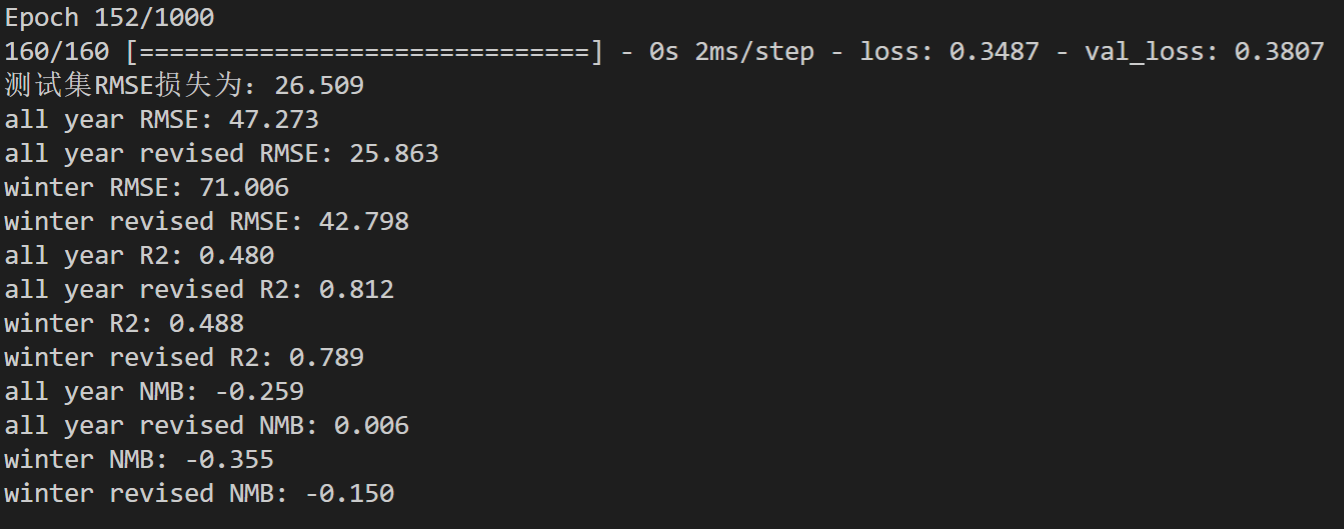 Epoch 152/1000
160/160 [==============================] - 0s 2ms/step - loss: 0.3487 - val_loss: 0.3807
测试集RMSE损失为：26.509
all year RMSE: 47.273
all year revised RMSE: 25.863
winter RMSE: 71.006
winter revised RMSE: 42.798
all year R2: 0.480
all year revised R2: 0.812
winter R2: 0.488
winter revised R2: 0.789
all year NMB: -0.259
all year revised NMB: 0.006
winter NMB: -0.355
winter revised NMB: -0.150